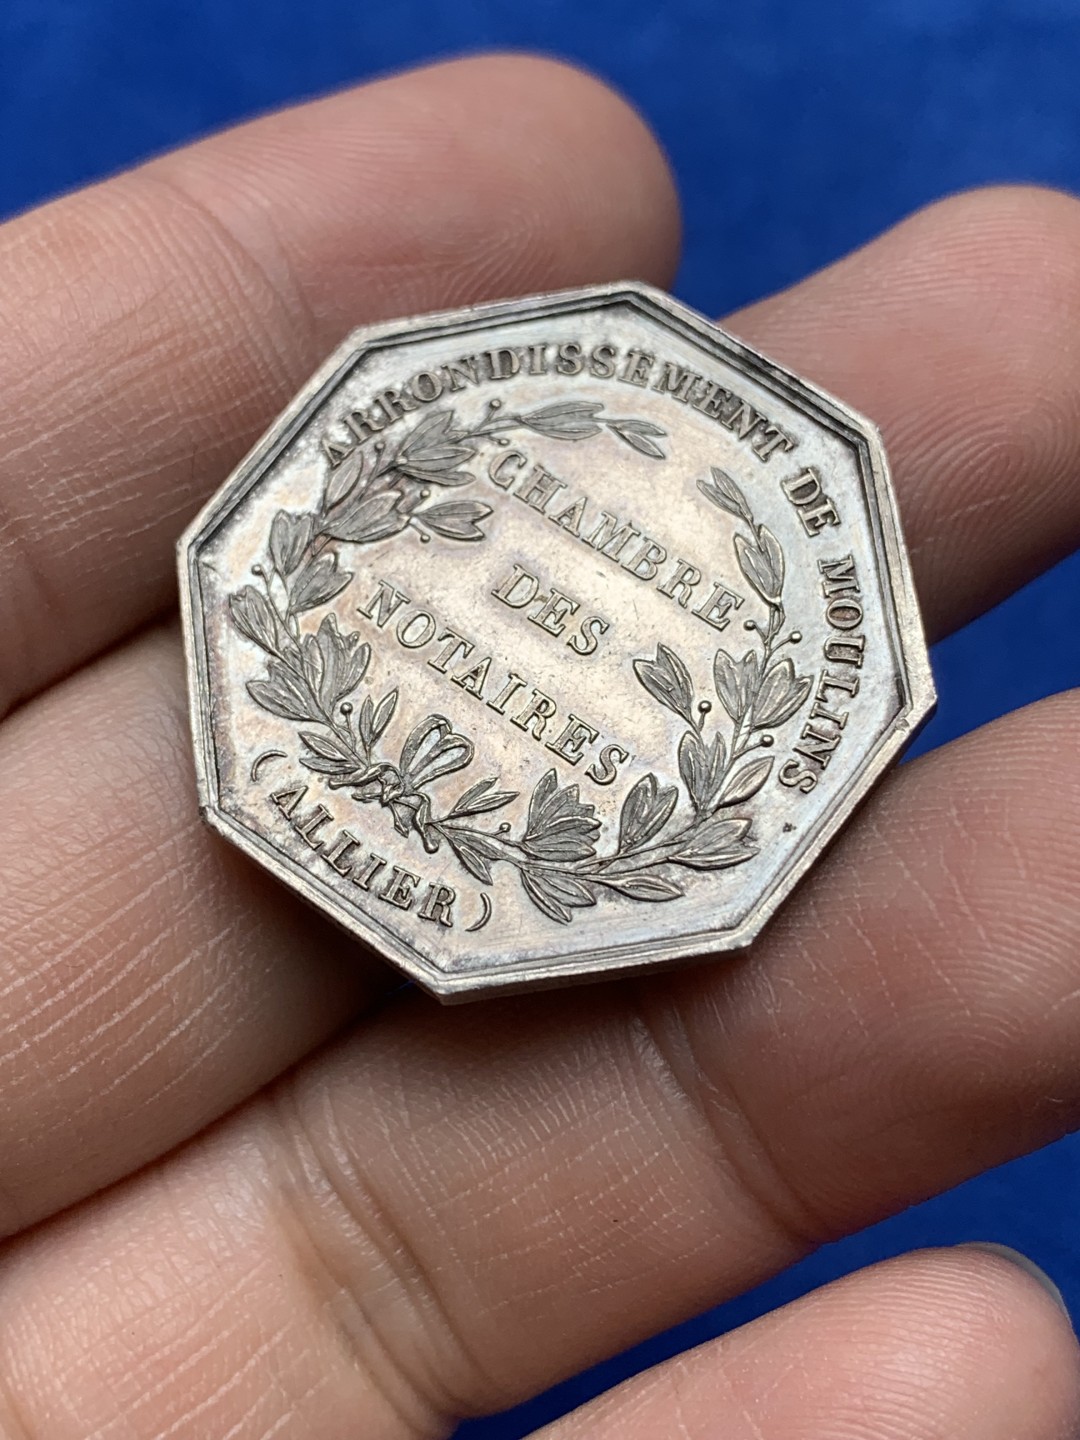 ARRONDISSEMENT DE MOULINS
CHAMBRE
DES
NOTAIRES
(ALLIER)